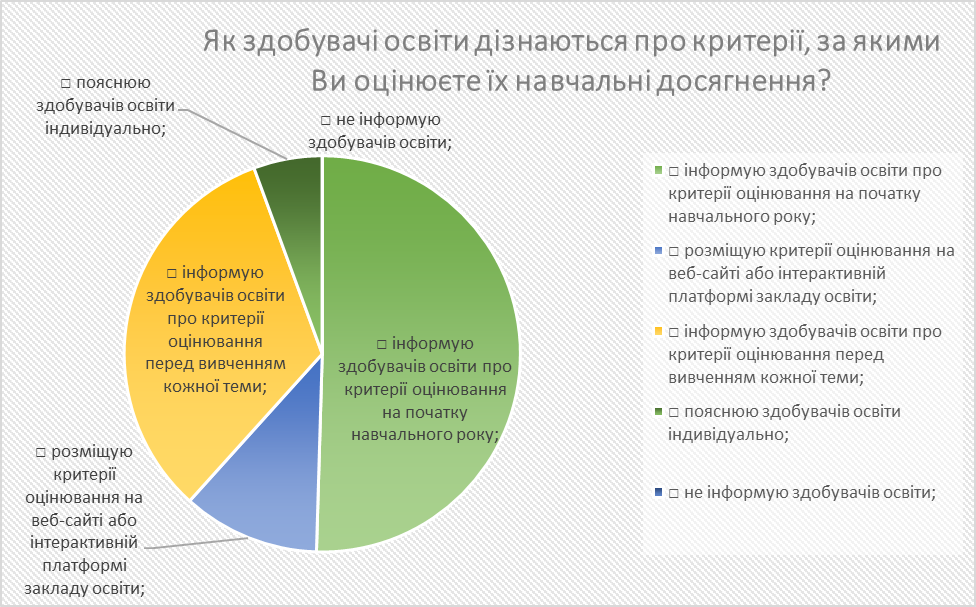 Як здобувачі освіти дізнаються про критерії, за якими
Ви оцінюєте їх навчальні досягнення?
□ пояснюю
здобувачів освіти
індивідуально;
□ не інформую
здобувачів освіти;
□ інформую
здобувачів освіти
про критерії
оцінювання
перед вивченням
кожної теми;
□ інформую
здобувачів освіти про
критерії оцінювання
на початку
навчального року;
□ розміщую
критерії
оцінювання на
веб-сайті або
інтерактивній
платформі
закладу освіти;
□ інформую здобувачів освіти про
критерії оцінювання на початку
навчального року;
□ розміщую критерії оцінювання на
веб-сайті або інтерактивній
платформі закладу освіти;
□ інформую здобувачів освіти про
критерії оцінювання перед
вивченням кожної теми;
□ пояснюю здобувачів освіти
індивідуально;
□ не інформую здобувачів освіти;